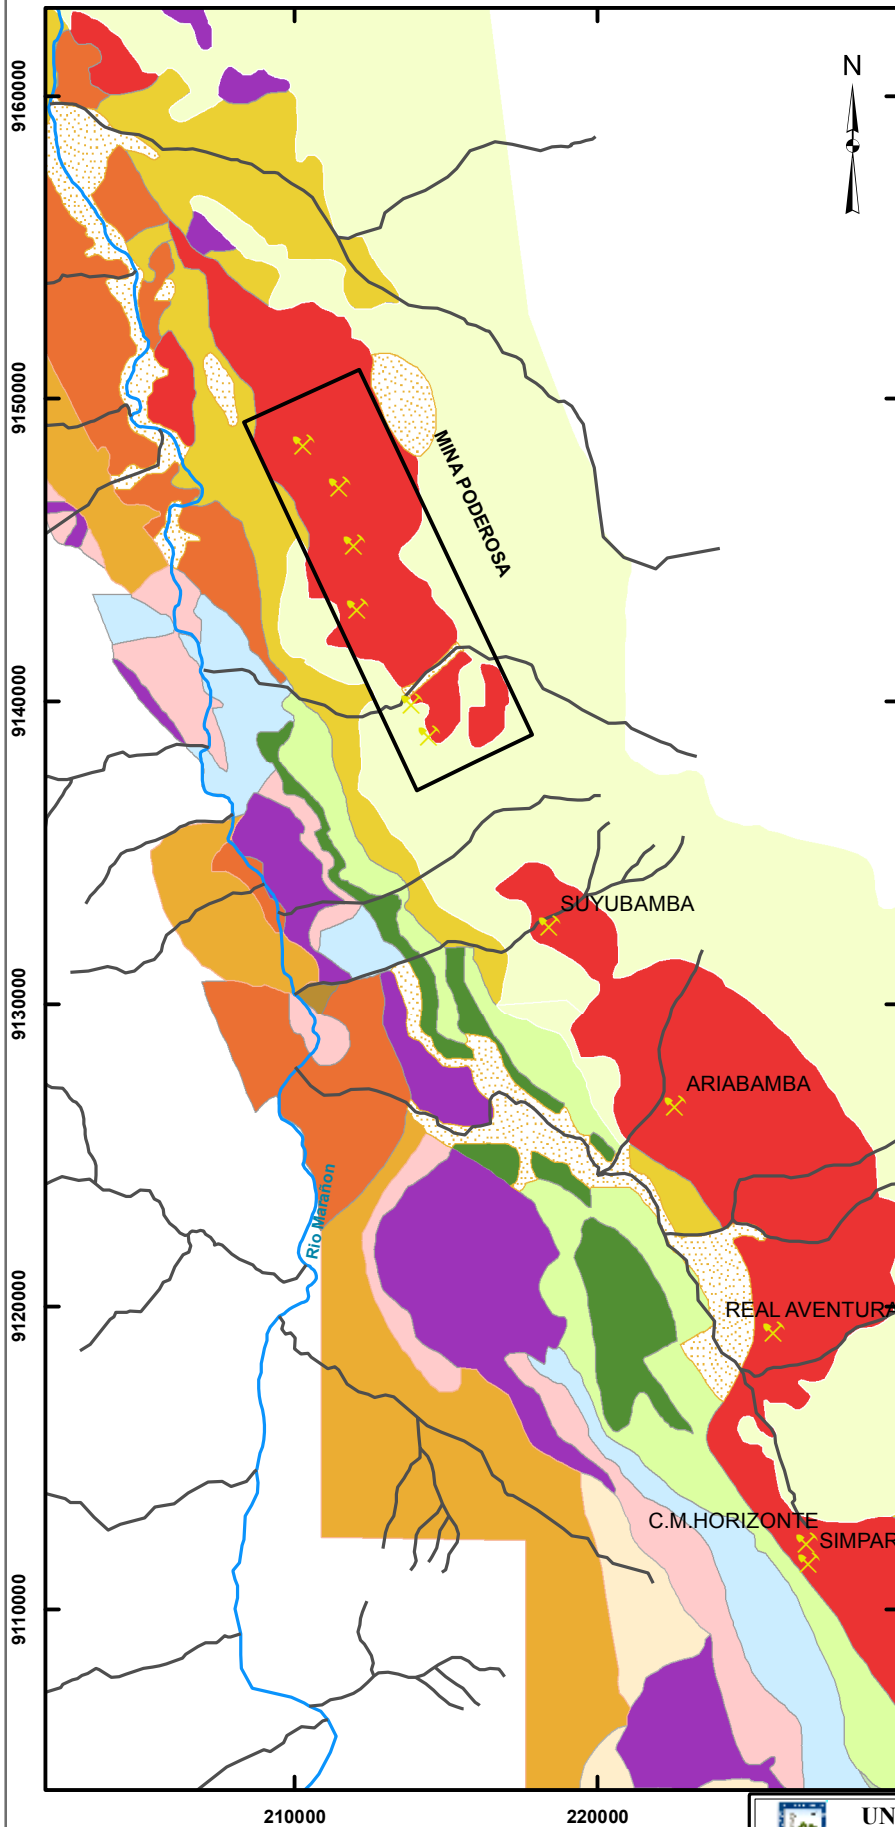 N
9160000
9150000
MINA PODEROSA
9140000
SUYUBAMBA
9130000
ARIABAMBA
Rio Marañon
9120000
REAL AVENTURA
C.M.HORIZONTE
SIMPAR
9110000
210000
220000
UN